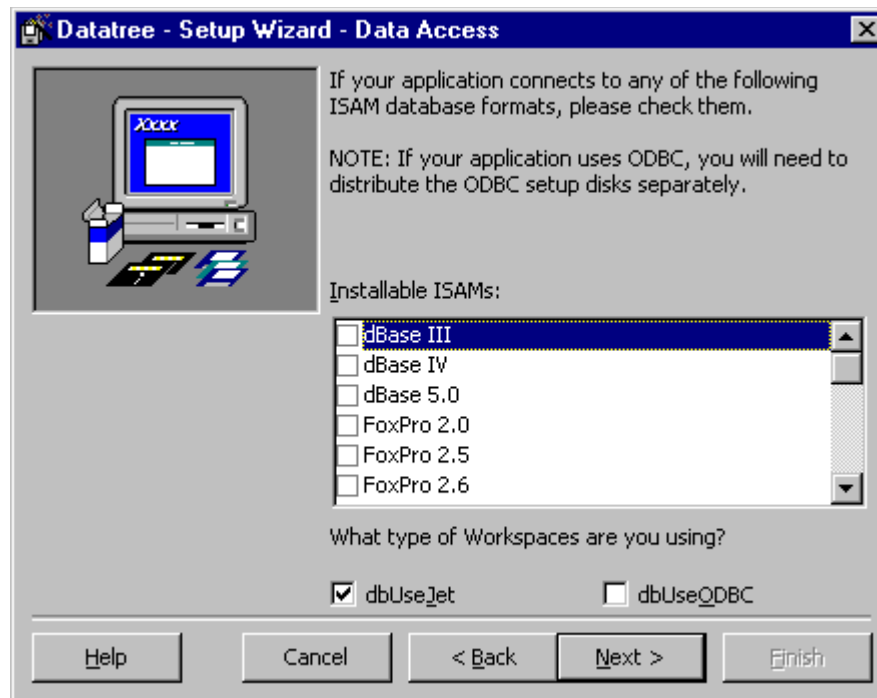 Datatree - Setup Wizard - Data Access
If your application connects to any of the following
ISAM database formats, please check them.
NOTE: If your application uses ODBC, you will need to
distribute the ODBC setup disks separately.
Xxxx
Installable ISAMs:
dBase III
dBase IV
dBase 5.0
FoxPro 2.0
FoxPro 2.5
FoxPro 2.6
What type of Workspaces are you using?
dbUseJet dbUseODBC
Help Cancel < Back Next > Finish